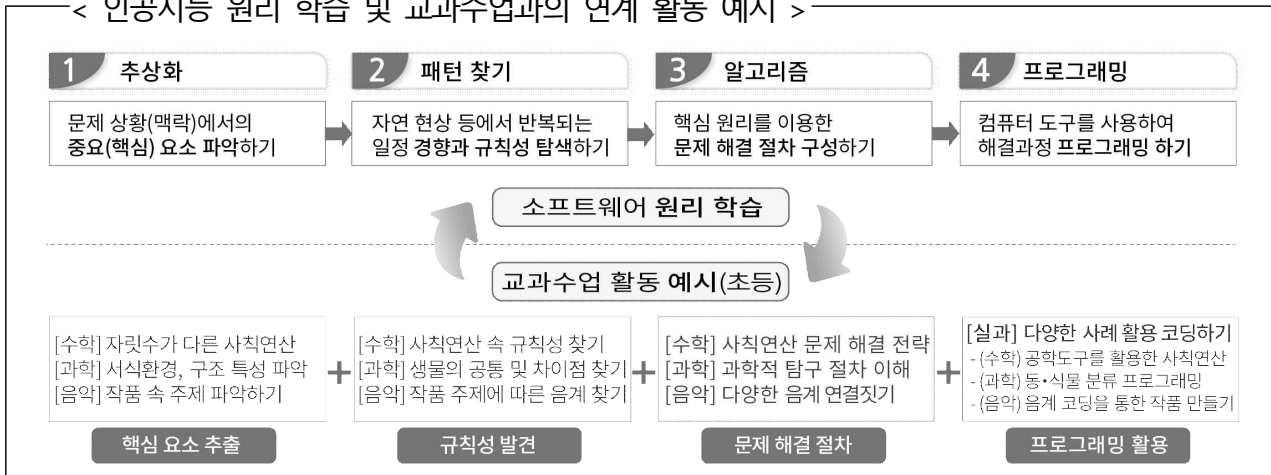 < 인공지능 원리 학습 및 교과수업과의 연계 활동 예시 >
1 추상화
문제 상황(맥락)에서의
중요(핵심) 요소 파악하기
2 패턴 찾기
자연 현상 등에서 반복되는
일정 경향과 규칙성 탐색하기
3 알고리즘
핵심 원리를 이용한
문제 해결 절차 구성하기
4 프로그래밍
컴퓨터 도구를 사용하여
해결과정 프로그래밍 하기
소프트웨어 원리 학습
교과수업 활동 예시(초등)
[수학] 자릿수가 다른 사칙연산
[과학] 서식환경, 구조 특성 파악
[음악] 작품 속 주제 파악하기
핵심 요소 추출
+
[수학] 사칙연산 속 규칙성 찾기
[과학] 생물의 공통 및 차이점 찾기
[음악] 작품 주제에 따른 음계 찾기
규칙성 발견
+
[수학] 사칙연산 문제 해결 전략
[과학] 과학적 탐구 절차 이해
[음악] 다양한 음계 연결짓기
문제 해결 절차
+
[실과] 다양한 사례 활용 코딩하기
- (수학) 공학도구를 활용한 사칙연산
- (과학) 동·식물 분류 프로그래밍
- (음악) 음계 코딩을 통한 작품 만들기
프로그래밍 활용